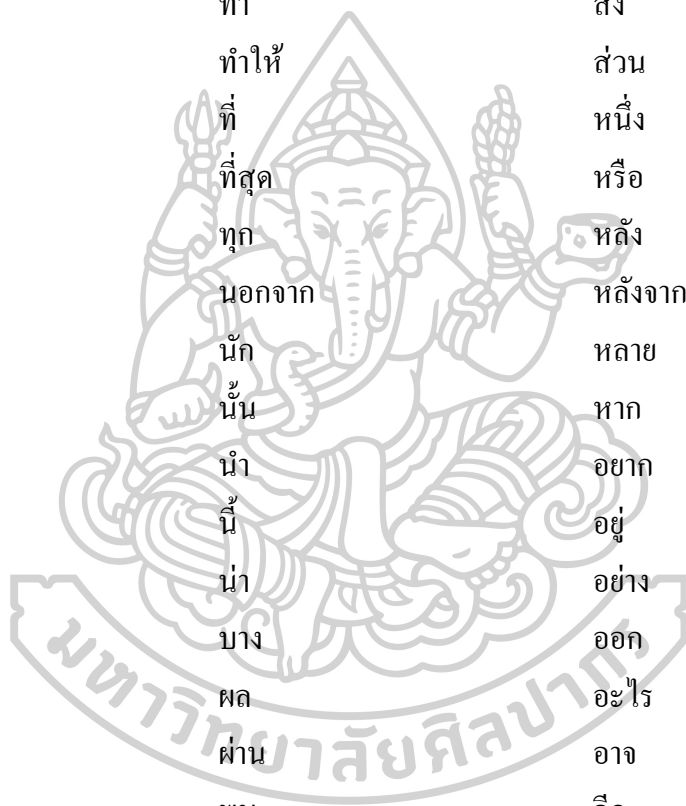 ทำให้ ส่วน
ที่ หนึ่ง
ที่สุด หรือ
ทุก หลัง
นอกจาก หลังจาก
นัก หลาย
นั้น หาก
นำ อยาก
นี้ อยู่
น่า อย่าง
บาง ออก
ผล อะไร
ผ่าน อาจ
มหาวิทยาลัยศิลปากร